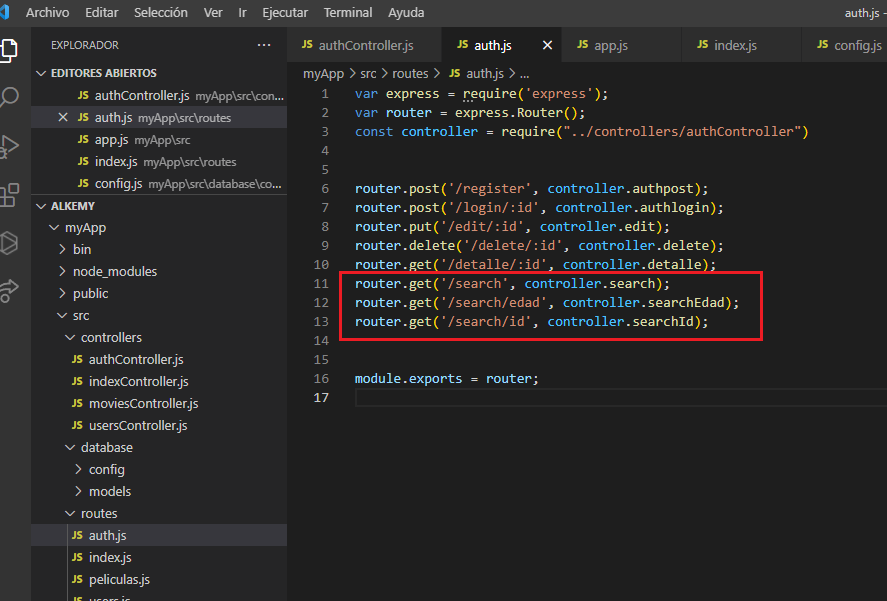 Archivo Editar Selección Ver Ir Ejecutar Terminal Ayuda auth.js -
EXPLORADOR ...
JS authController.js JS auth.js × JS app.js JS index.js JS config.js
EDITORES ABIERTOS
JS authController.js myApp\src\con...
× JS auth.js myApp\src\routes
JS app.js myApp\src
JS index.js myApp\src\routes
JS config.js myApp\src\database\co...
ALKEMY
myApp
bin
node_modules
public
src
controllers
JS authController.js
JS indexController.js
JS moviesController.js
JS usersController.js
database
config
models
routes
JS auth.js
JS index.js
JS peliculas.js
JS users.js
myApp > src > routes > JS auth.js > ...
1 var express = require('express');
2 var router = express.Router();
3 const controller = require("../controllers/authController")
4
5
6 router.post('/register', controller.authpost);
7 router.post('/login/:id', controller.authlogin);
8 router.put('/edit/:id', controller.edit);
9 router.delete('/delete/:id', controller.delete);
10 router.get('/detalle/:id', controller.detalle);
11 router.get('/search', controller.search);
12 router.get('/search/edad', controller.searchEdad);
13 router.get('/search/id', controller.searchId);
14
15
16 module.exports = router;
17